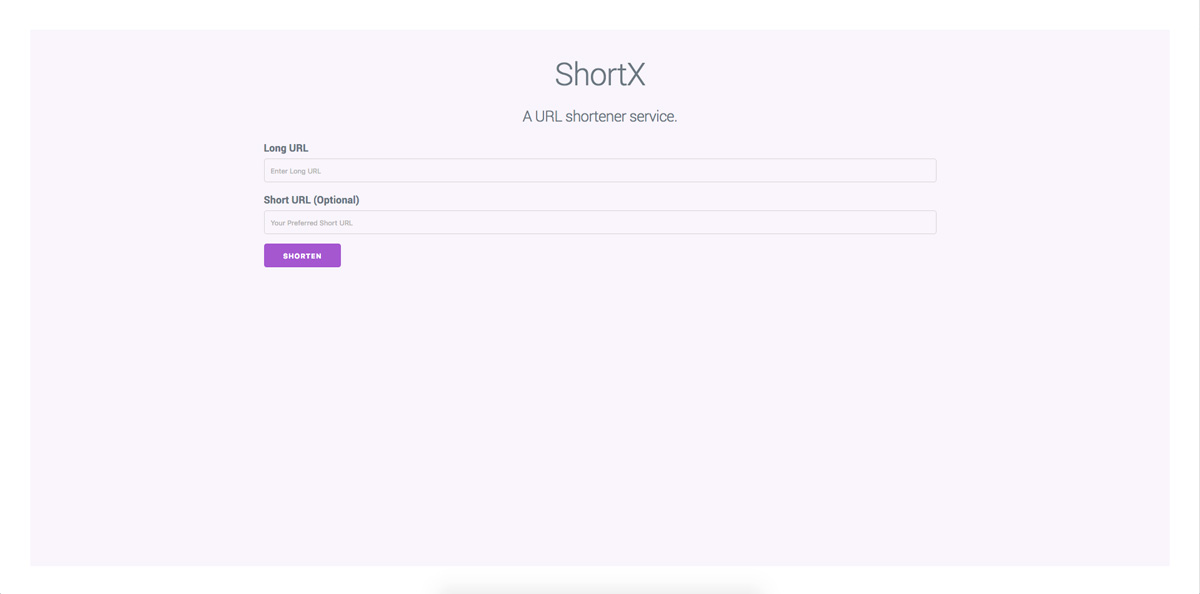 ShortX
A URL shortener service.
Long URL
Enter Long URL
Short URL (Optional)
Your Preferred Short URL
SHORTEN